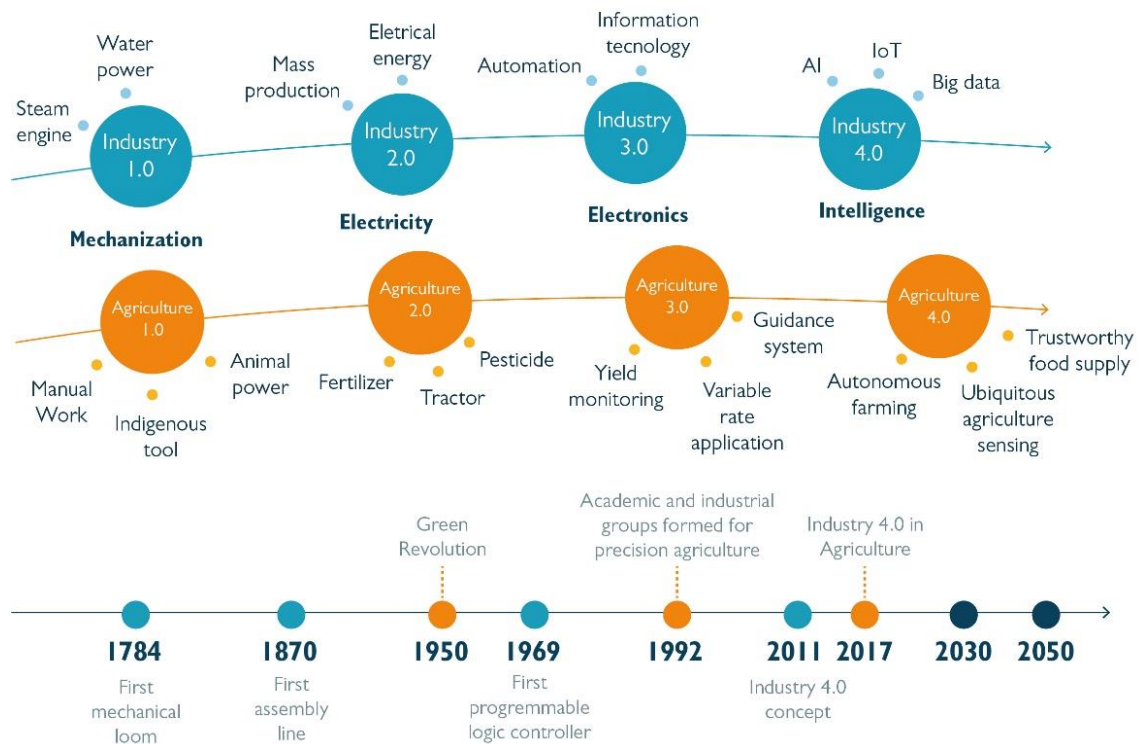 Steam
engine
Water
power
Industry
1.0
Mechanization
Mass
production
Eletrical
energy
Industry
2.0
Electricity
Automation
Information
tecnology
Industry
3.0
Electronics
AI
IoT
Big data
Industry
4.0
Intelligence
Agriculture
1.0
Manual
Work
Indigenous
tool
Animal
power
Agriculture
2.0
Fertilizer
Tractor
Pesticide
Agriculture
3.0
Yield
monitoring
Variable
rate
application
Guidance
system
Agriculture
4.0
Autonomous
farming
Ubiquitous
agriculture
sensing
Trustworthy
food supply
1784
First
mechanical
loom
1870
First
assembly
line
Green
Revolution
1950
1969
First
progremmable
logic controller
Academic and industrial
groups formed for
precision agriculture
1992
2011
Industry 4.0
concept
Industry 4.0 in
Agriculture
2017
2030
2050